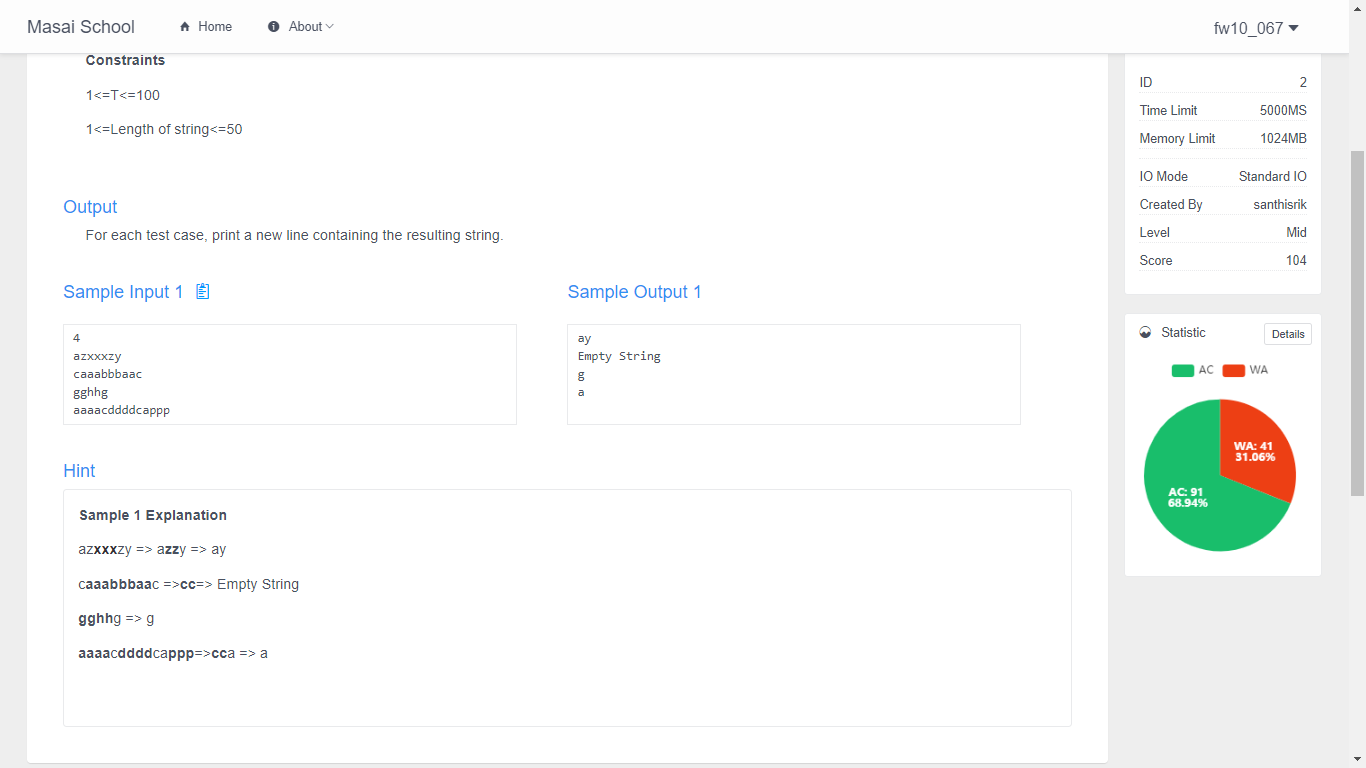 Masai School
Home
About
fw10_067
Constraints
1<=T<=100
1<=Length of string<=50
Output
For each test case, print a new line containing the resulting string.
Sample Input 1
4
azxxxzy
caaabbbaac
gghhg
aaaacddddcappp
Sample Output 1
ay
Empty String
g
a
Hint
Sample 1 Explanation
azxxxzy => azzy => ay
caaabbbaac =>cc=> Empty String
gghhg => g
aaaacddddcappp=>cca => a
ID 2
Time Limit 5000MS
Memory Limit 1024MB
IO Mode Standard IO
Created By santhisrik
Level Mid
Score 104
Statistic
Details
AC WA
WA: 41
31.06%
AC: 91
68.94%